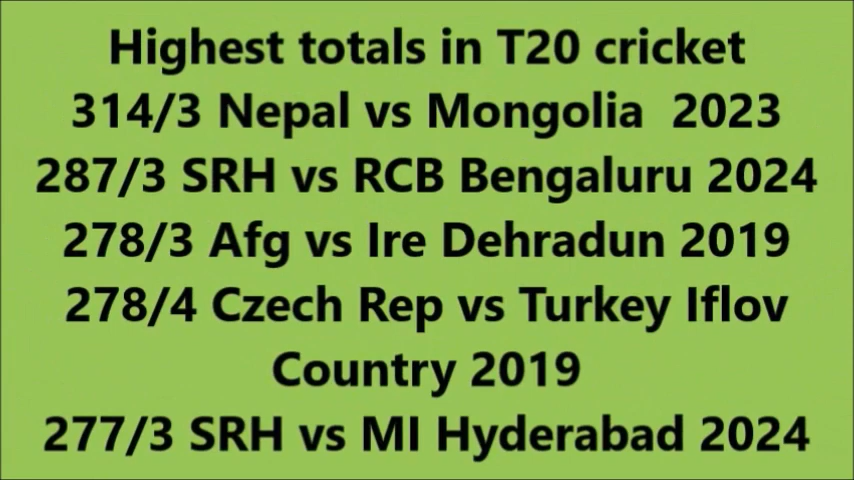 Highest totals in T20 cricket
314/3 Nepal vs Mongolia 2023
287/3 SRH vs RCB Bengaluru 2024
278/3 Afg vs Ire Dehradun 2019
278/4 Czech Rep vs Turkey Iflov
Country 2019
277/3 SRH vs MI Hyderabad 2024